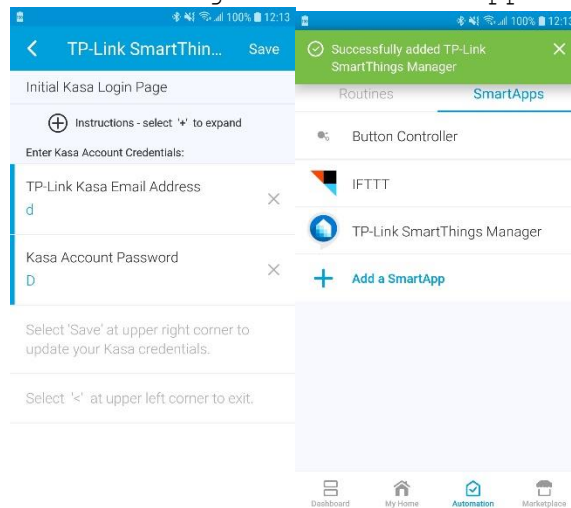 100% 12:13
TP-Link SmartThin... Save
Initial Kasa Login Page
Instructions - select '+' to expand
Enter Kasa Account Credentials:
TP-Link Kasa Email Address
d
Kasa Account Password
D
Select 'Save' at upper right corner to
update your Kasa credentials.
Select '<' at upper left corner to exit.
100% 12:13
Successfully added TP-Link
SmartThings Manager
Routines SmartApps
Button Controller
IFTTT
TP-Link SmartThings Manager
Add a SmartApp
Dashboard My Home Automation Marketplace